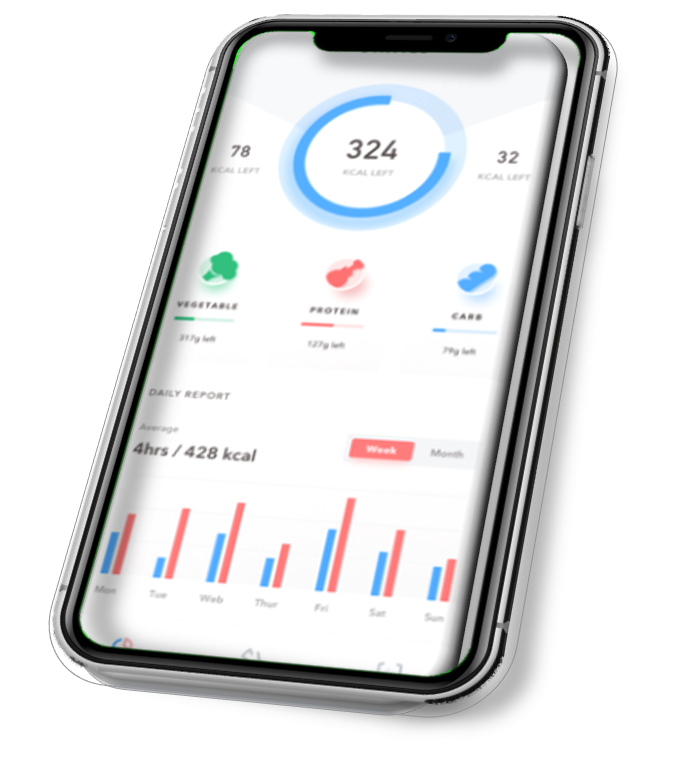 78
KCAL LEFT
324
KCAL LEFT
32
KCAL LEFT
VEGETABLE
PROTEIN
CARB
317g left
127g left
79g left
DAILY REPORT
Average
4hrs / 428 kcal
Week
Month
Mon
Tue
Web
Thur
Fri
Sat
Sun